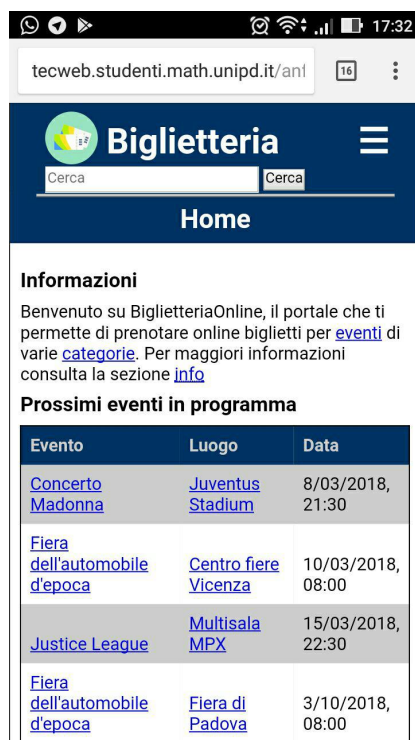 17:32
tecweb.studenti.math.unipd.it/anf
16
Biglietteria
Cerca
Cerca
Home
Informazioni
Benvenuto su BiglietteriaOnline, il portale che ti
permette di prenotare online biglietti per eventi di
varie categorie. Per maggiori informazioni
consulta la sezione info
Prossimi eventi in programma
Evento Luogo Data
Concerto Madonna Juventus Stadium 8/03/2018, 21:30
Fiera dell'automobile d'epoca Centro fiere Vicenza 10/03/2018, 08:00
Justice League Multisala MPX 15/03/2018, 22:30
Fiera dell'automobile d'epoca Fiera di Padova 3/10/2018, 08:00